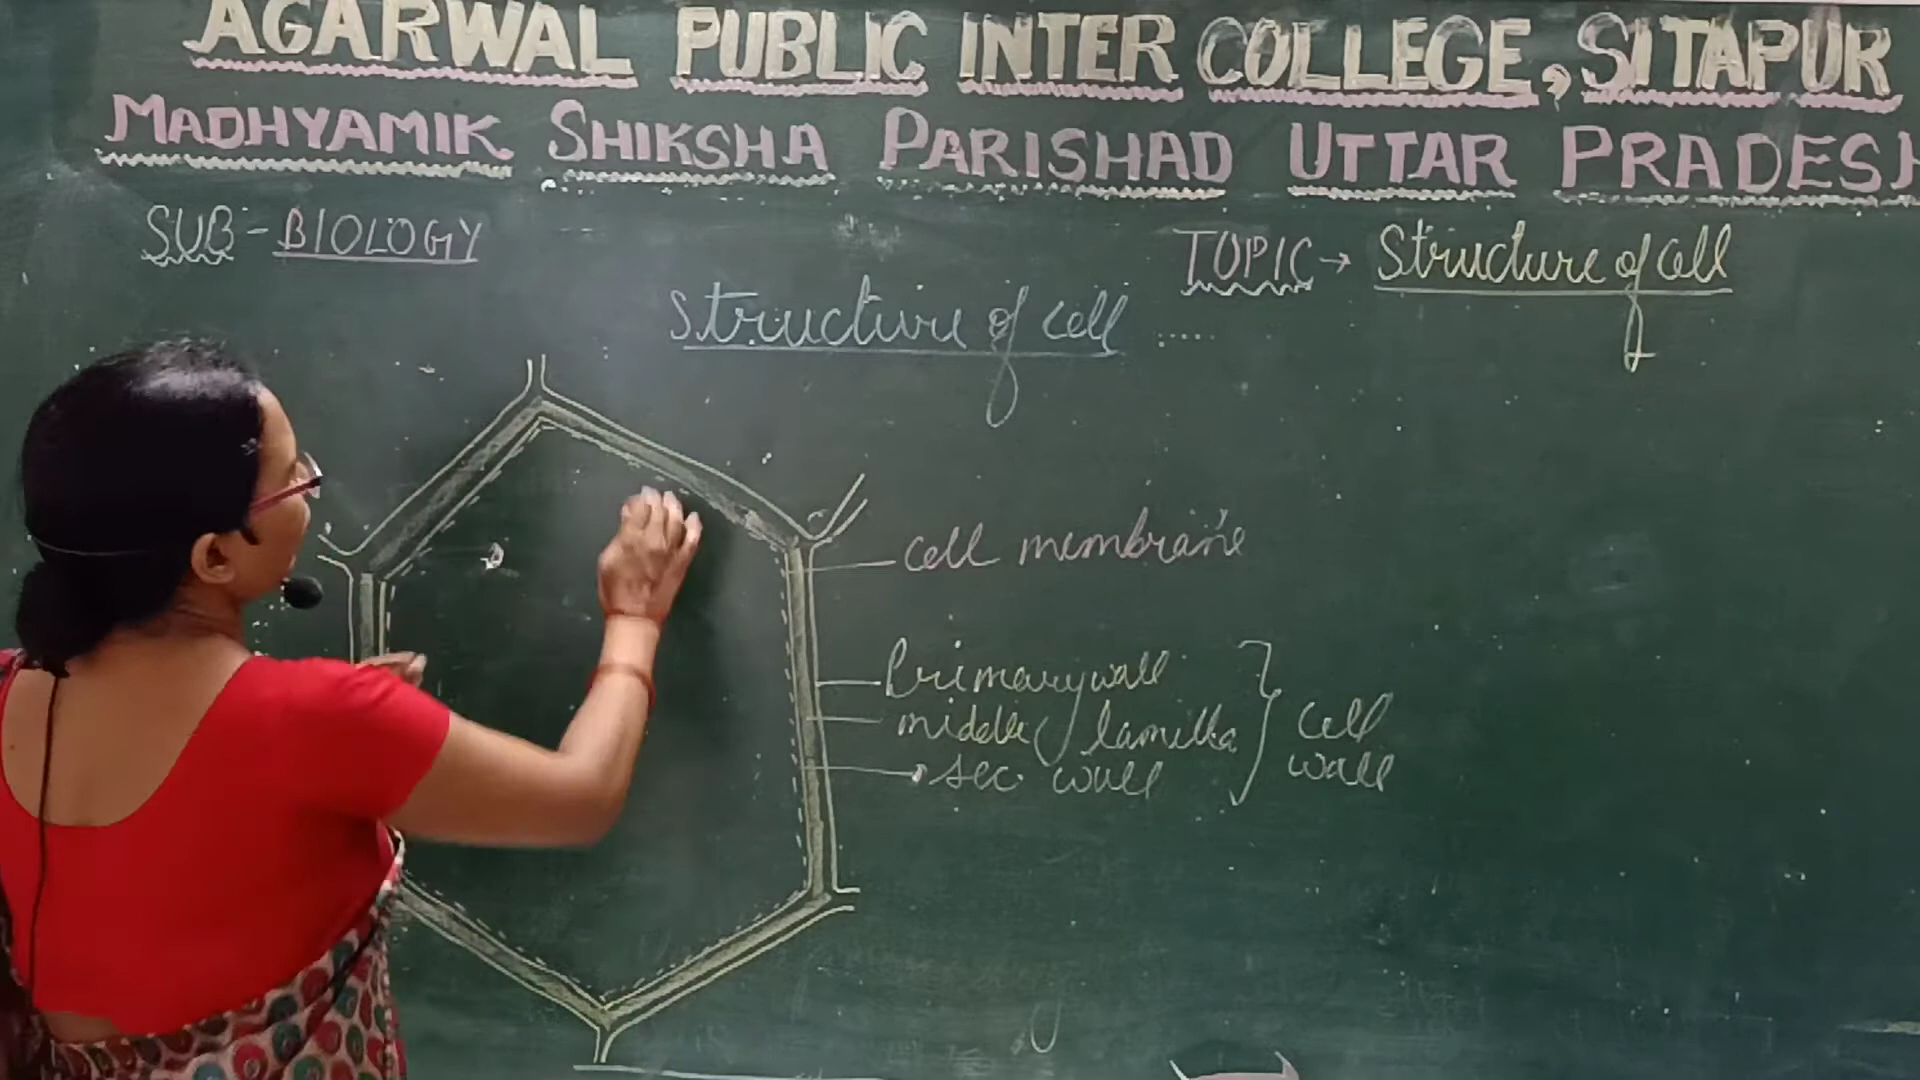 AGARWAL PUBLIC INTER COLLEGE, SITAPUR
MADHYAMIK SHIKSHA PARISHAD UTTAR PRADESH
SUB - BIOLOGY
TOPIC → Structure of cell
Structure of cell .....
cell membrane
Primary wall
middle lamella
sec. wall
cell
wall